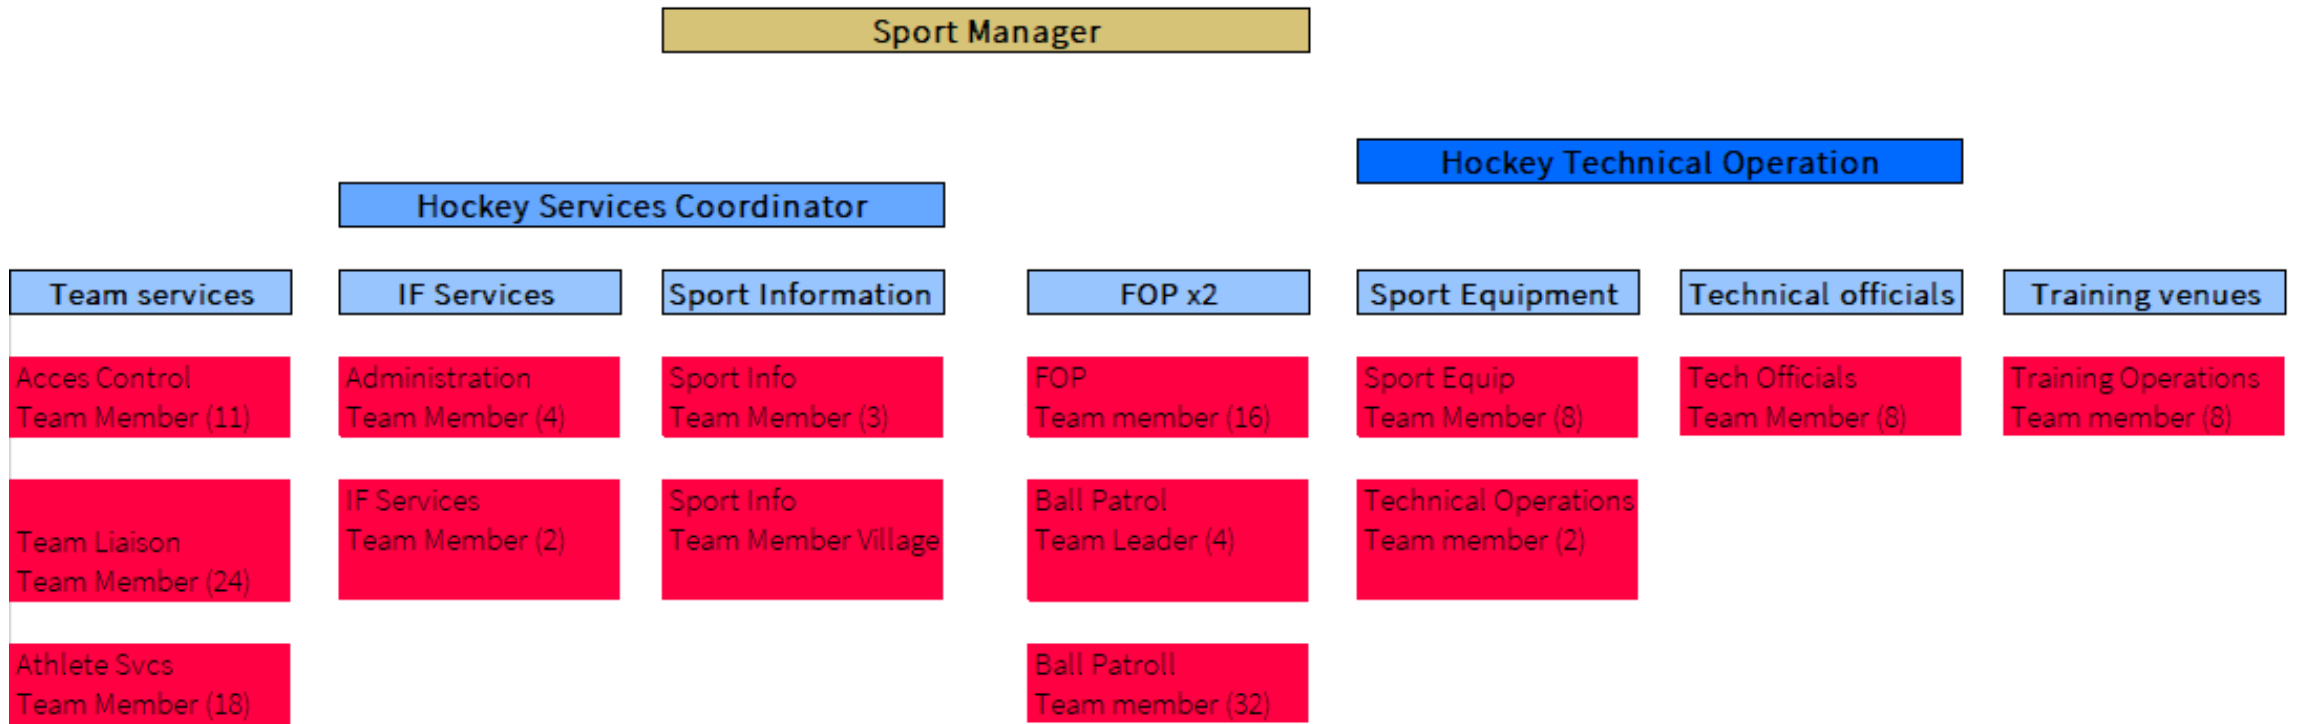 Sport Manager
Hockey Technical Operation
Hockey Services Coordinator
Team services
IF Services
Sport Information
FOP x2
Sport Equipment
Technical officials
Training venues
Acces Control
Team Member (11)
Administration
Team Member (4)
Sport Info
Team Member (3)
FOP
Team member (16)
Sport Equip
Team Member (8)
Tech Officials
Team Member (8)
Training Operations
Team member (8)
Team Liaison
Team Member (24)
IF Services
Team Member (2)
Sport Info
Team Member Village
Ball Patrol
Team Leader (4)
Technical Operations
Team member (2)
Athlete Svcs
Team Member (18)
Ball Patroll
Team member (32)